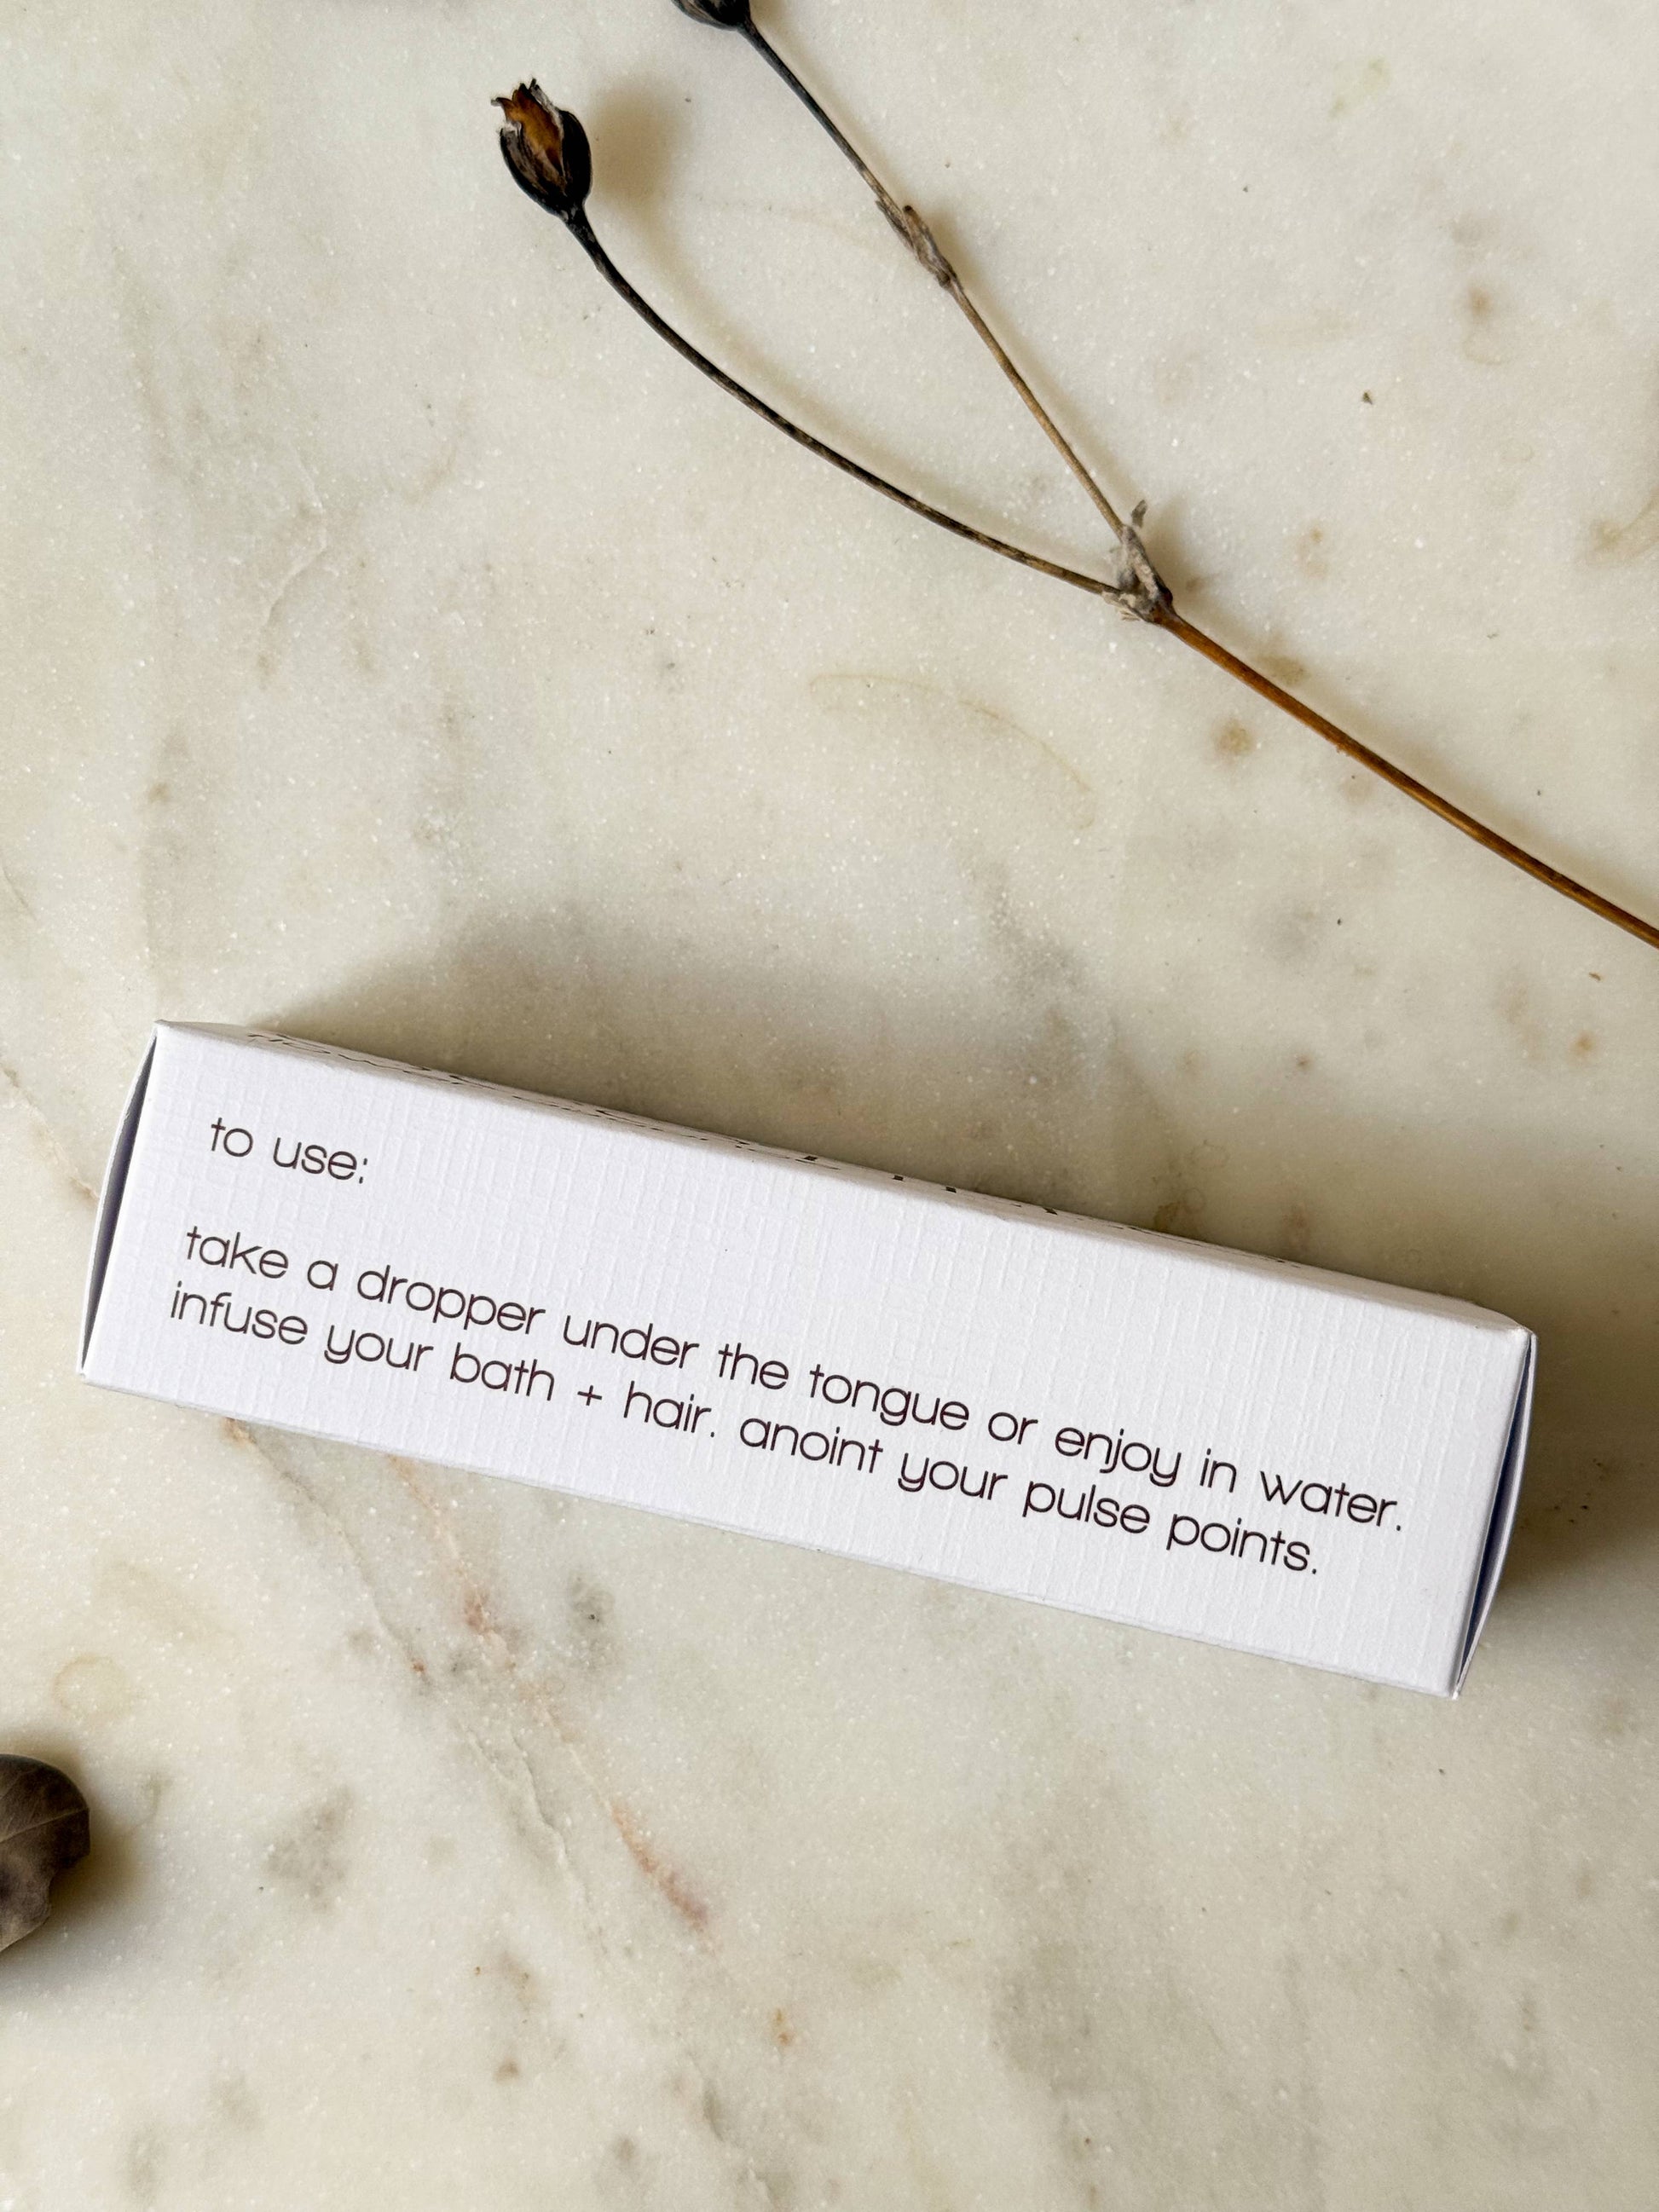 to use:
take a dropper under the tongue or enjoy in water.
infuse your bath + hair. anoint your pulse points.